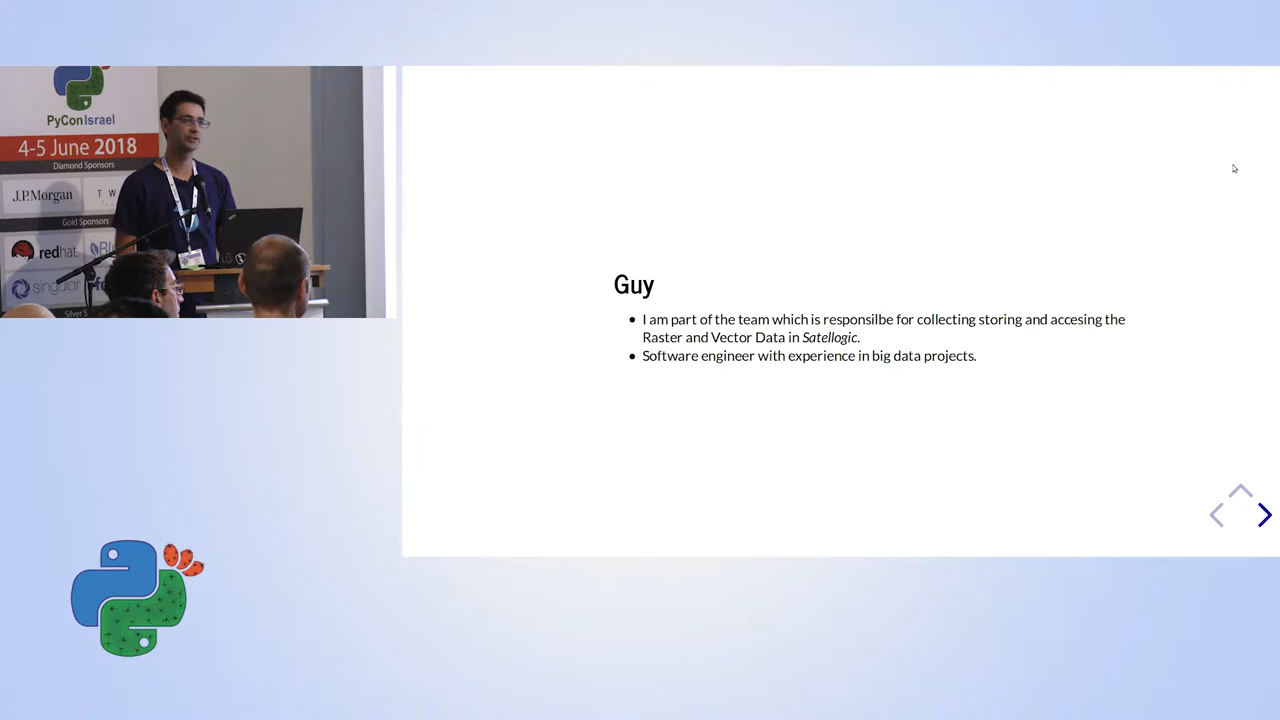 PyConIsrael
4-5 June 2018
Diamond Sponsors
J.P.Morgan
T W
Gold Sponsors
redhat
singular
Silver S
Guy
• I am part of the team which is responsilbe for collecting storing and accesing the
Raster and Vector Data in Satellogic.
• Software engineer with experience in big data projects.